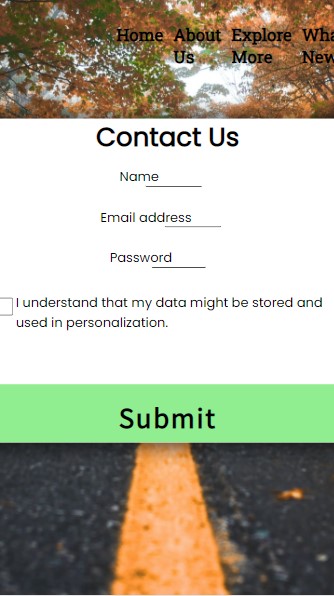 Home About Explore
Us More New
Contact Us
Name
Email address
Password
I understand that my data might be stored and
used in personalization.
Submit